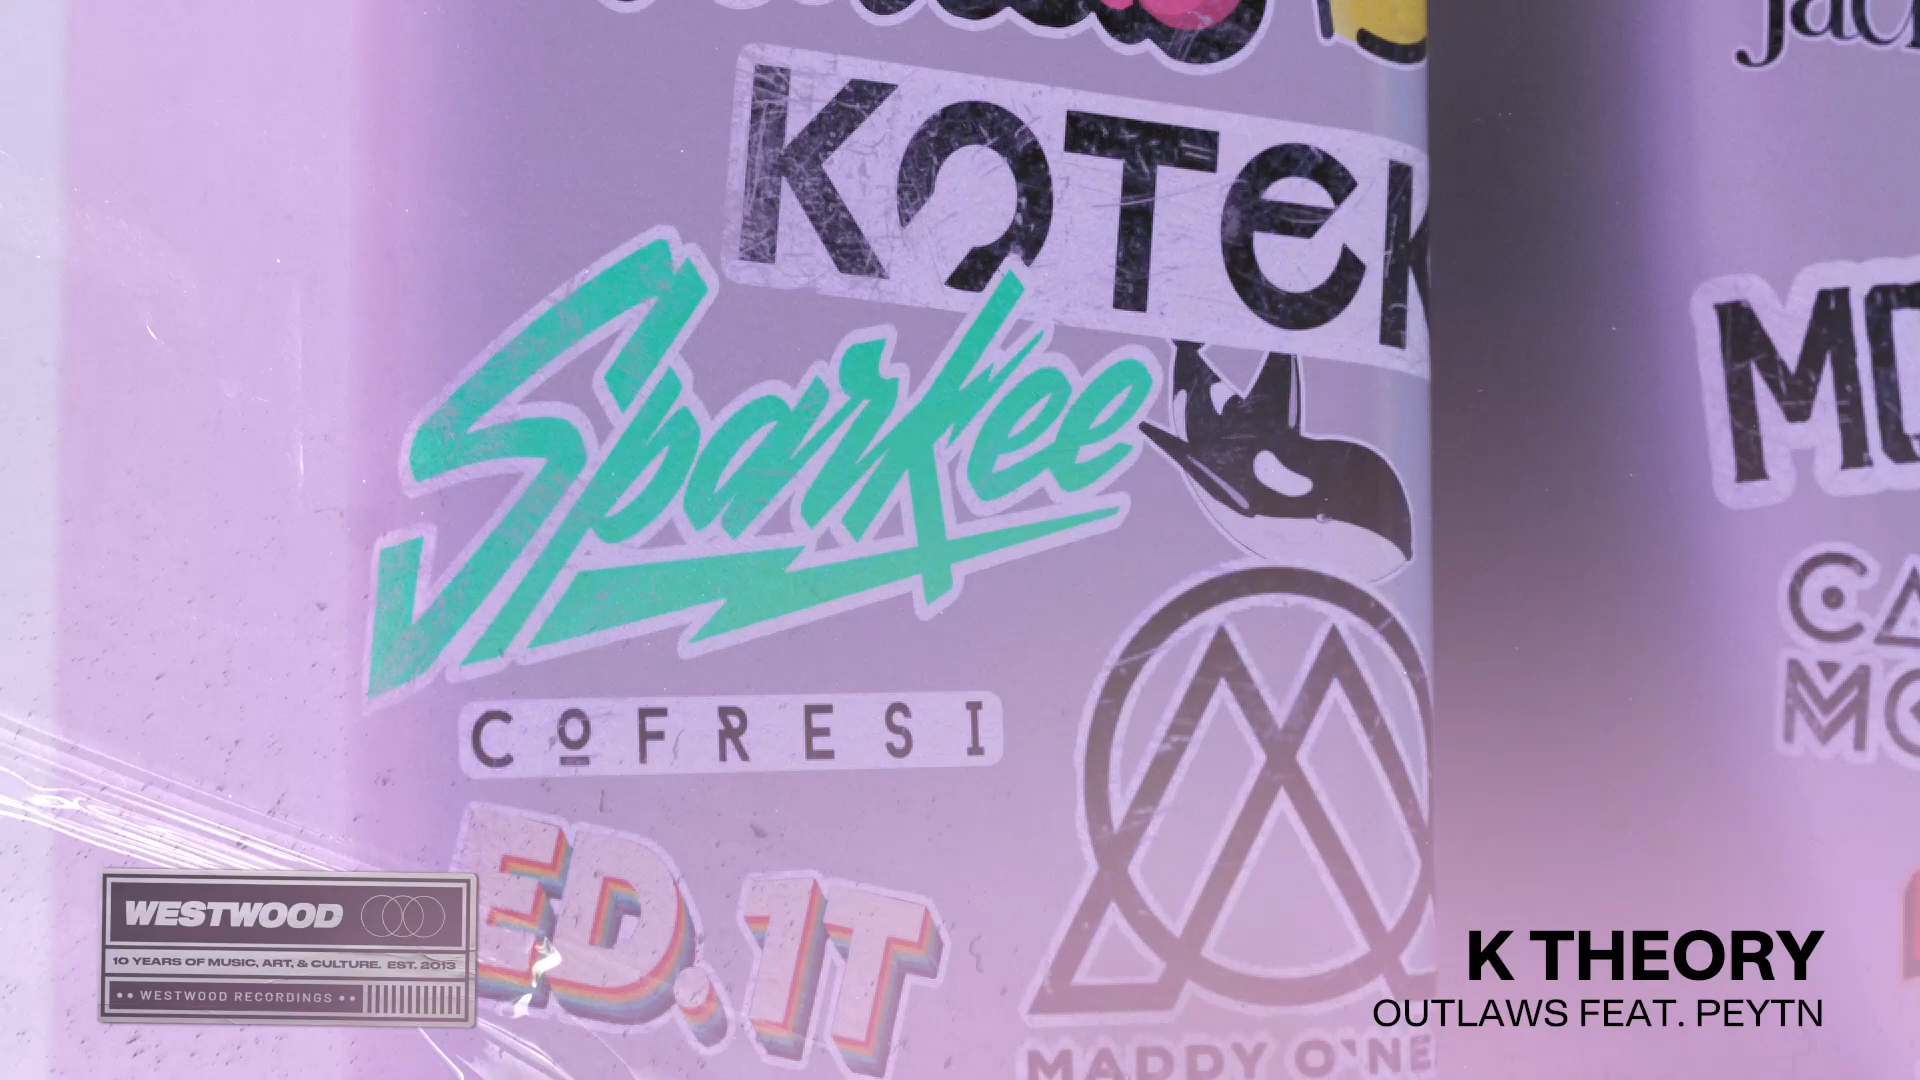 KOTEK
Sparkee
COFRESI
ED.IT
MADDY O'NE
WESTWOOD
10 YEARS OF MUSIC, ART, & CULTURE. EST. 2013
•• WESTWOOD RECORDINGS ••
K THEORY
OUTLAWS FEAT. PEYTN